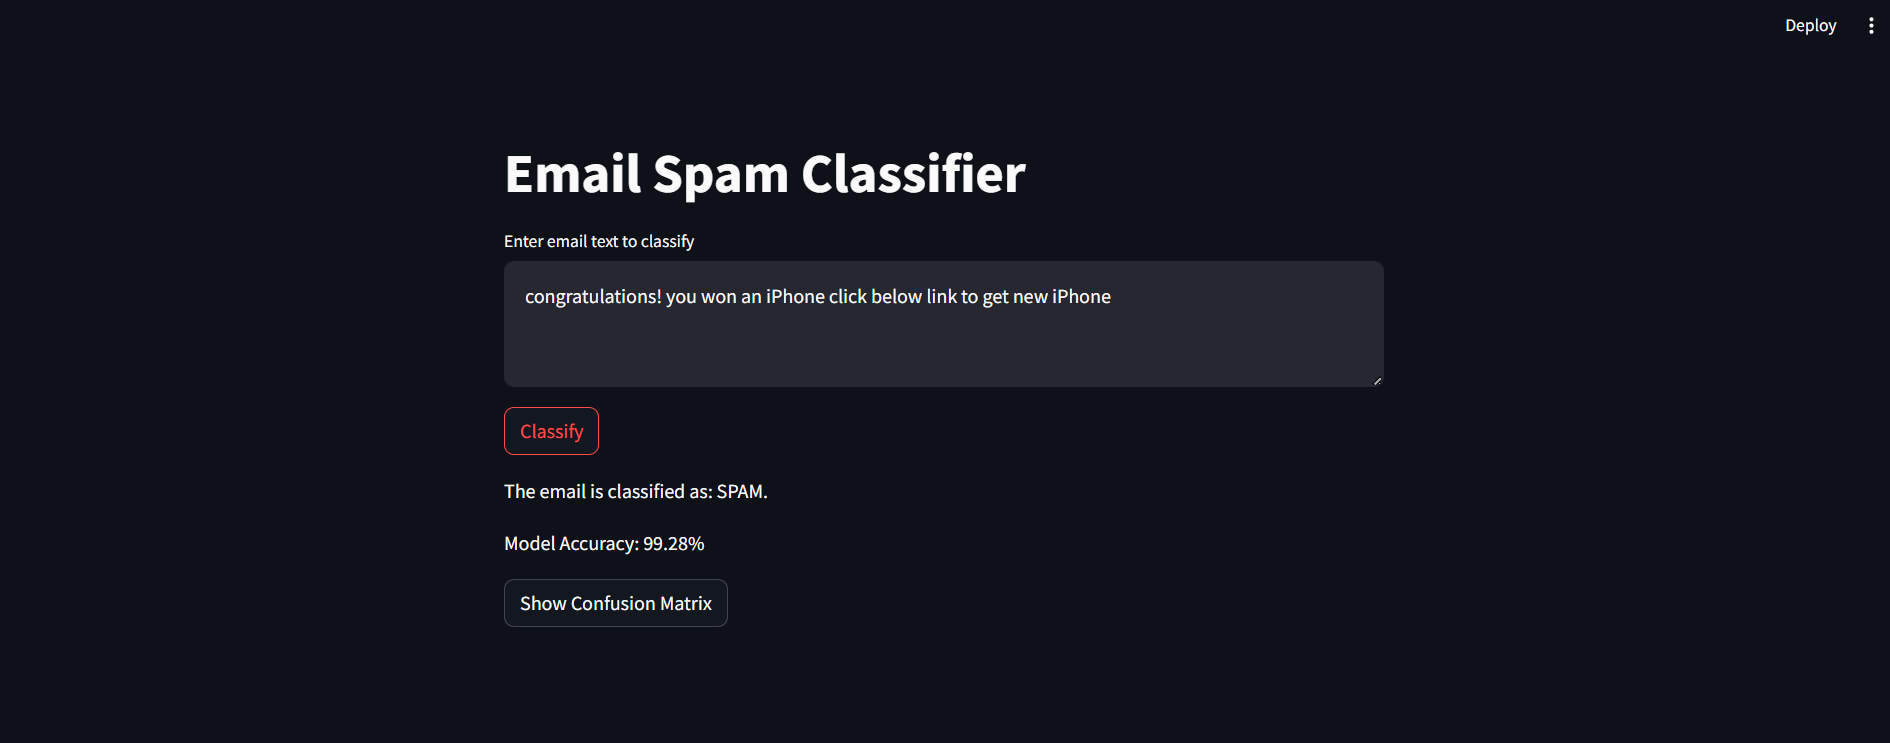 Deploy
Email Spam Classifier
Enter email text to classify
congratulations! you won an iPhone click below link to get new iPhone
Classify
The email is classified as: SPAM.
Model Accuracy: 99.28%
Show Confusion Matrix